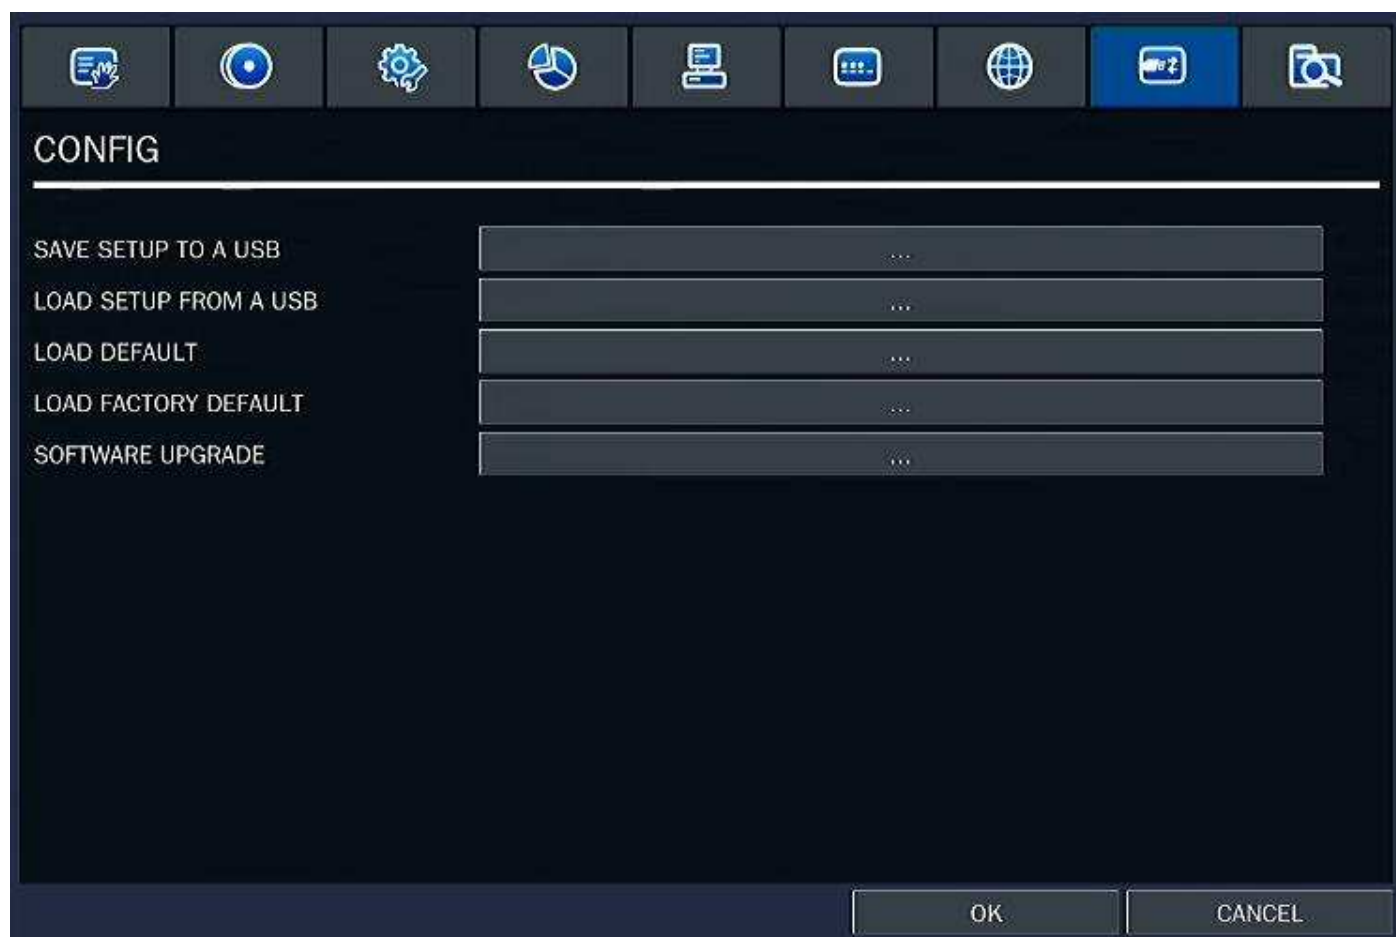 CONFIG
SAVE SETUP TO A USB ...
LOAD SETUP FROM A USB ...
LOAD DEFAULT ...
LOAD FACTORY DEFAULT ...
SOFTWARE UPGRADE ...
OK CANCEL